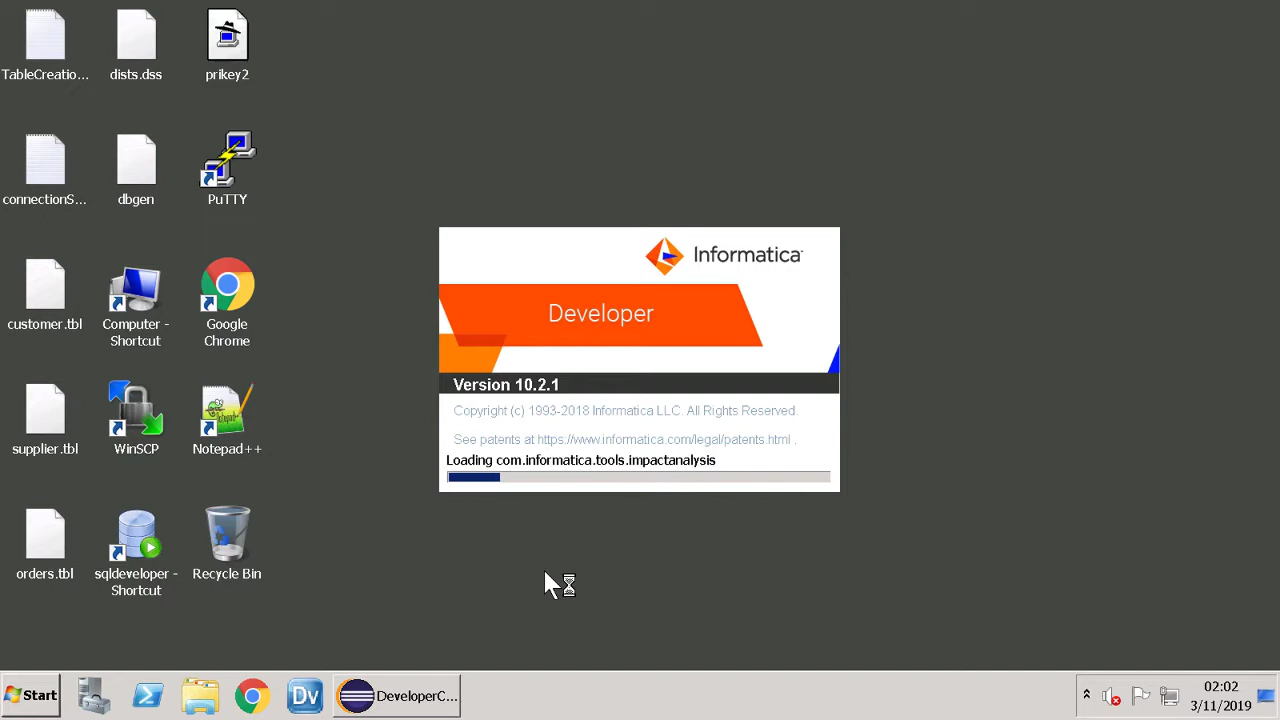 TableCreatio...
dists.dss
prikey2
connectionS...
dbgen
PuTTY
customer.tbl
Computer -
Shortcut
Google
Chrome
supplier.tbl
WinSCP
Notepad++
orders.tbl
sqldeveloper -
Shortcut
Recycle Bin
Informatica
Developer
Version 10.2.1
Copyright (c) 1993-2018 Informatica LLC. All Rights Reserved.
See patents at https://www.informatica.com/legal/patents.html .
Loading com.informatica.tools.impactanalysis
Start
Dv
DeveloperC...
02:02
3/11/2019